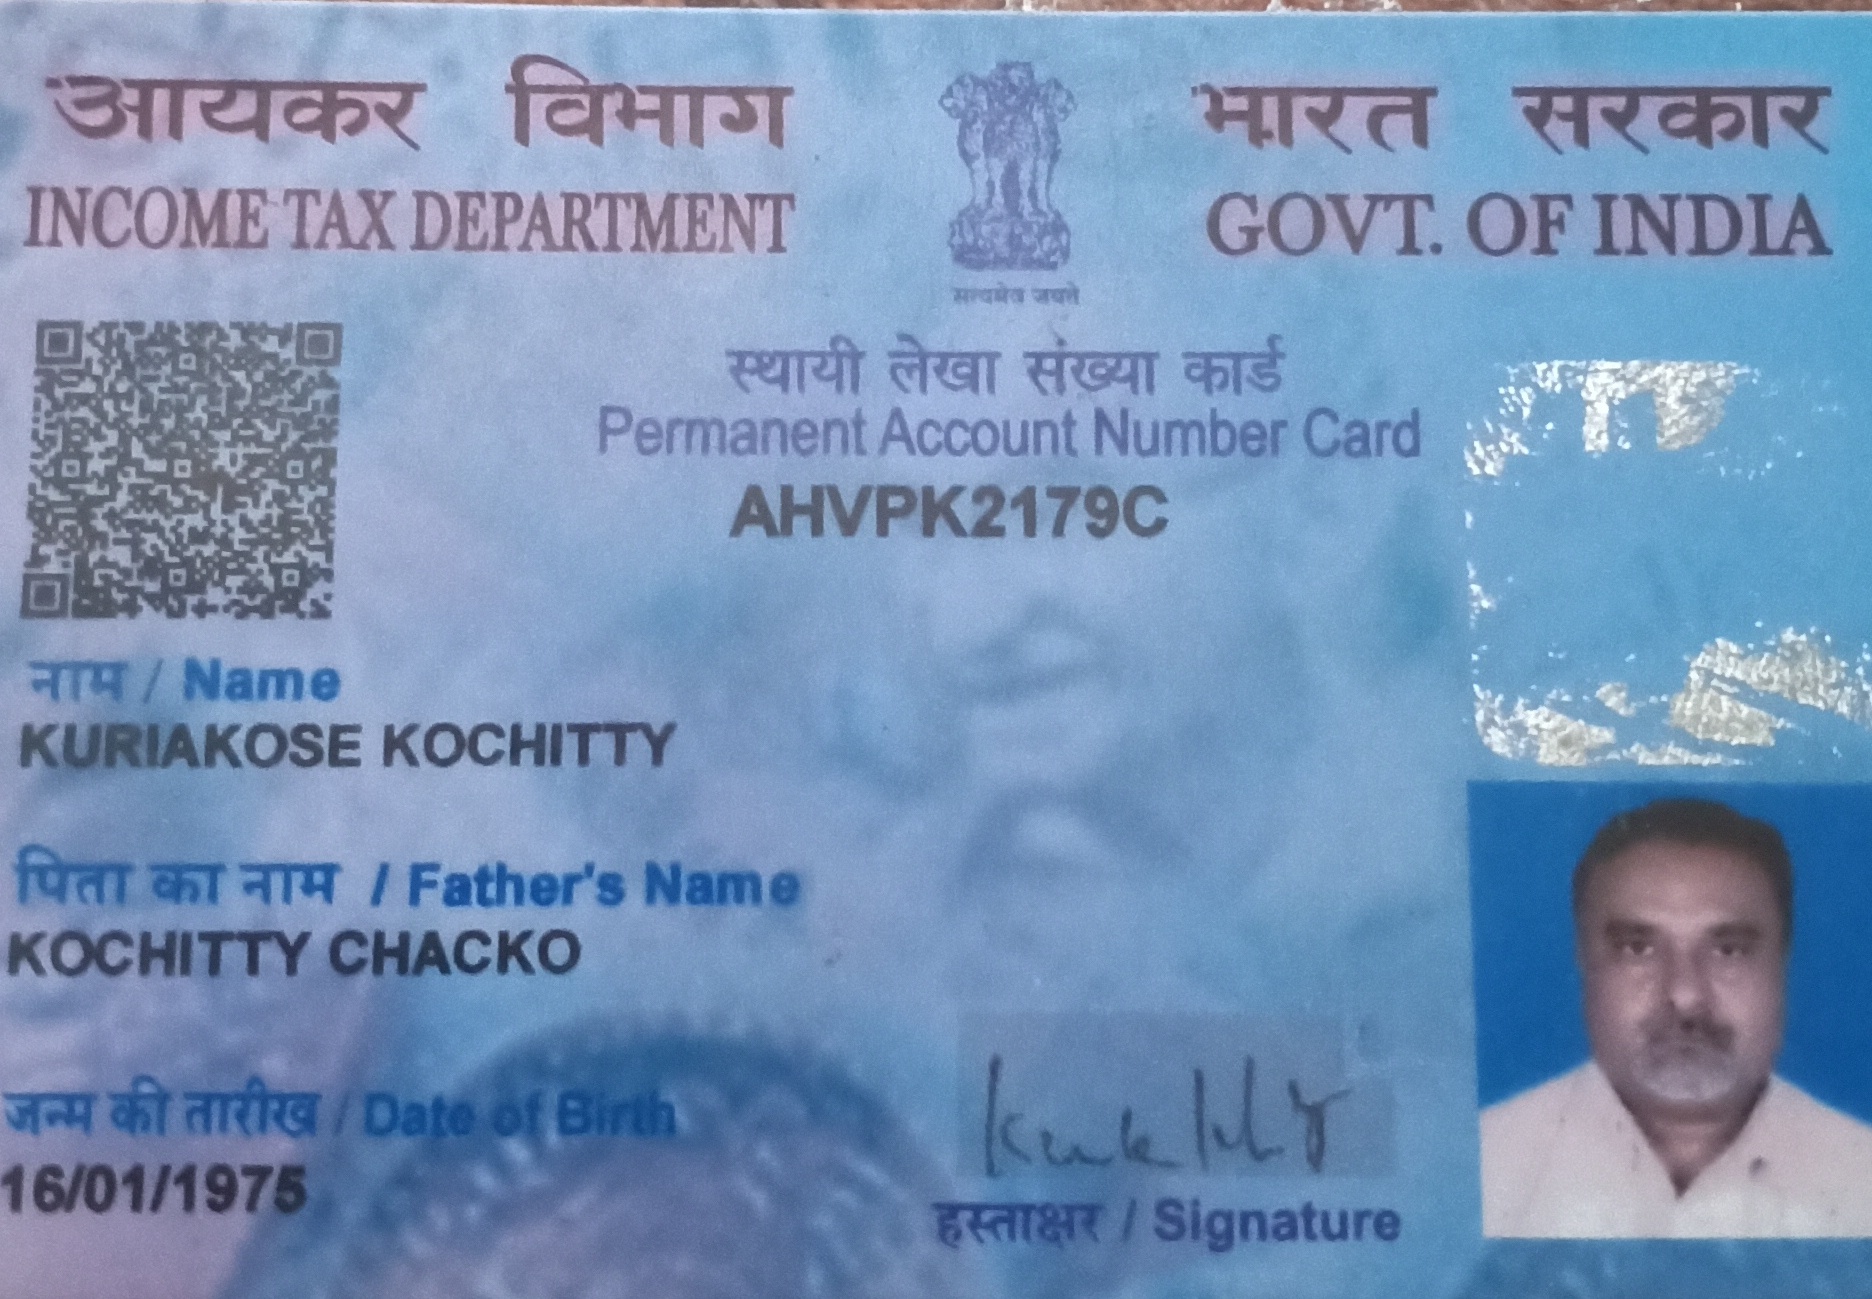 आयकर विभाग
INCOME TAX DEPARTMENT
भारत सरकार
GOVT. OF INDIA
सत्यमेव जयते
स्थायी लेखा संख्या कार्ड
Permanent Account Number Card
AHVPK2179C
नाम / Name
KURIAKOSE KOCHITTY
पिता का नाम / Father's Name
KOCHITTY CHACKO
जन्म की तारीख / Date of Birth
16/01/1975
हस्ताक्षर / Signature